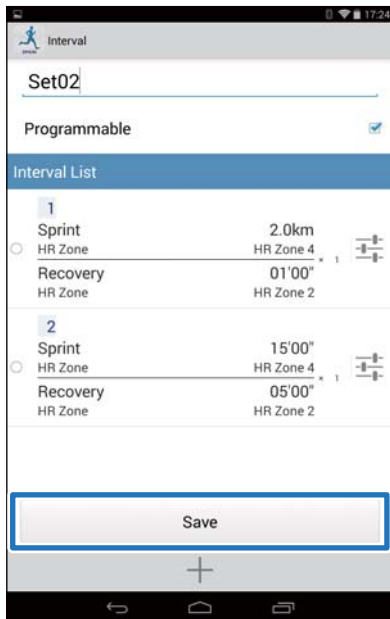 17:24
EPSON Interval
Set02
Programmable
Interval List
1
Sprint 2.0km
HR Zone HR Zone 4
× 1
Recovery 01'00"
HR Zone HR Zone 2
2
Sprint 15'00"
HR Zone HR Zone 4
× 1
Recovery 05'00"
HR Zone HR Zone 2
Save